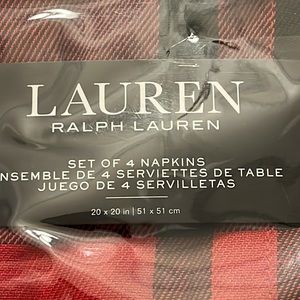 LAUREN
RALPH LAUREN
SET OF 4 NAPKINS
NSEMBLE DE 4 SERVIETTES DE TABLE
JUEGO DE 4 SERVILLETAS
20 x 20 in | 51 x 51 cm